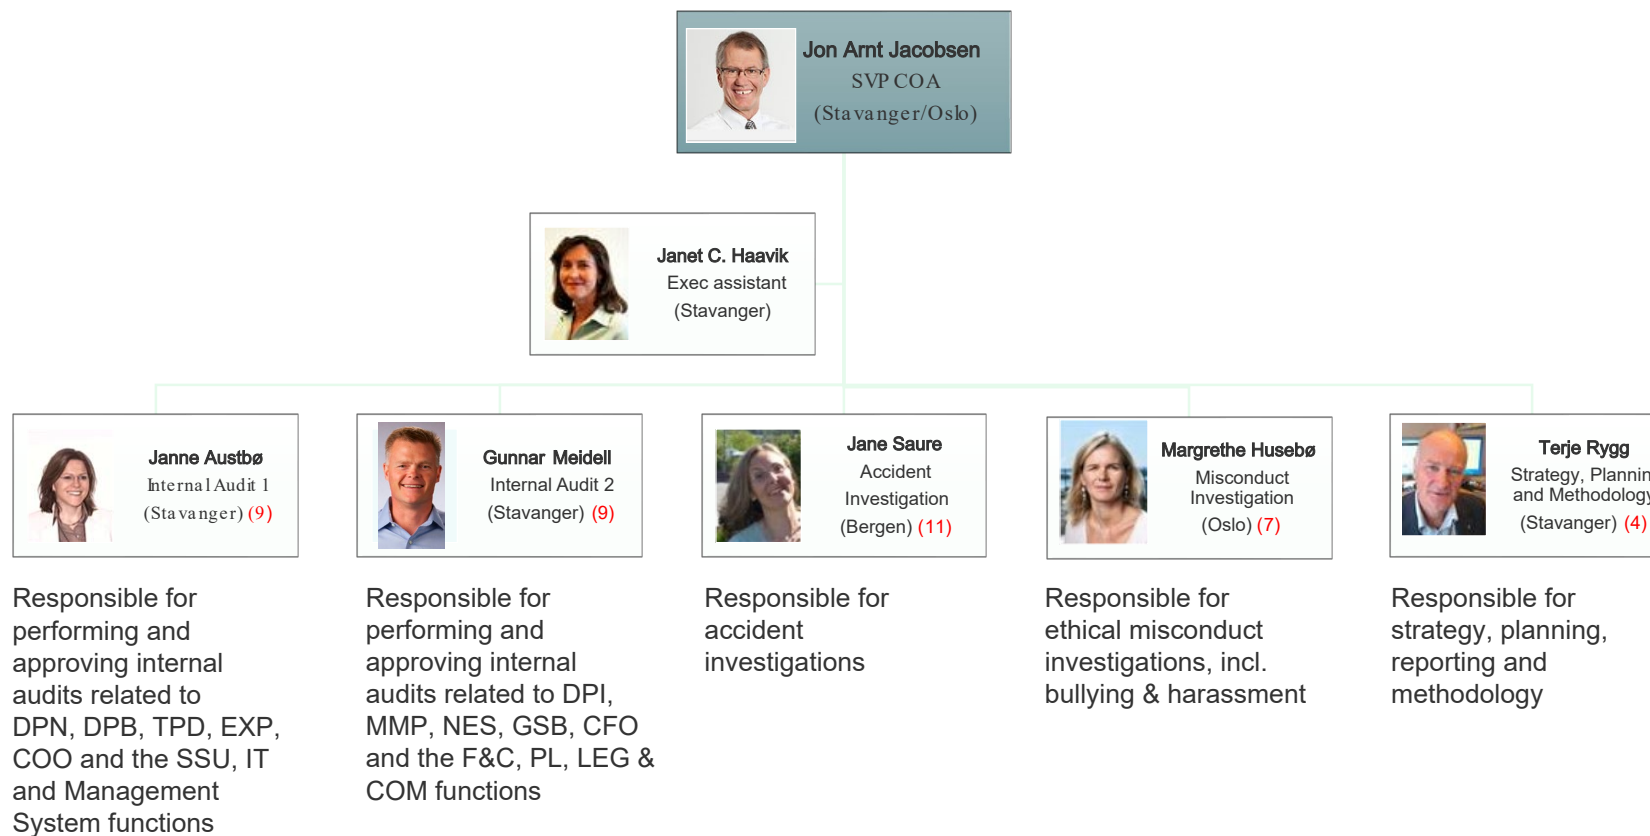 Jon Arnt Jacobsen
SVP COA
(Stavanger/Oslo)
Janet C. Haavik
Exec assistant
(Stavanger)
Janne Austbø
Internal Audit 1
(Stavanger) (9)
Gunnar Meidell
Internal Audit 2
(Stavanger) (9)
Jane Saure
Accident
Investigation
(Bergen) (11)
Margrethe Husebø
Misconduct
Investigation
(Oslo) (7)
Terje Rygg
Strategy, Plannin
and Methodology
(Stavanger) (4)
Responsible for
performing and
approving internal
audits related to
DPN, DPB, TPD, EXP,
COO and the SSU, IT
and Management
System functions
Responsible for
performing and
approving internal
audits related to DPI,
MMP, NES, GSB, CFO
and the F&C, PL, LEG &
COM functions
Responsible for
accident
investigations
Responsible for
ethical misconduct
investigations, incl.
bullying & harassment
Responsible for
strategy, planning,
reporting and
methodology